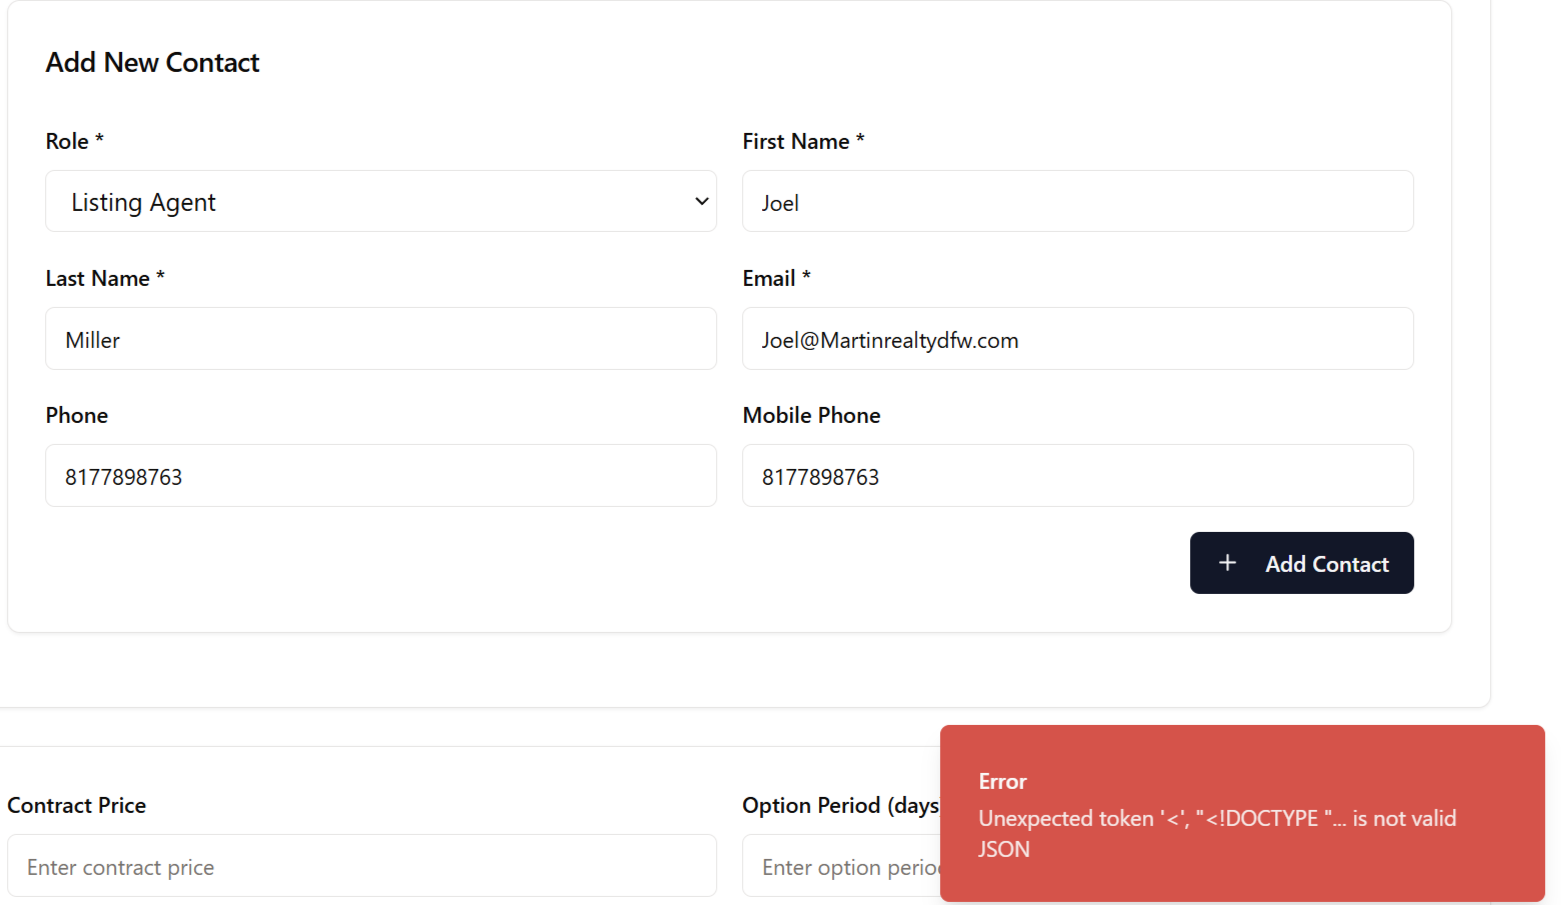 Add New Contact
Role *
First Name *
Listing Agent
Joel
Last Name *
Email *
Miller
Joel@Martinrealtydfw.com
Phone
Mobile Phone
8177898763
8177898763
+ Add Contact
Contract Price
Option Period (days
Enter contract price
Enter option perio
Error
Unexpected token '<', "<!DOCTYPE "... is not valid
JSON